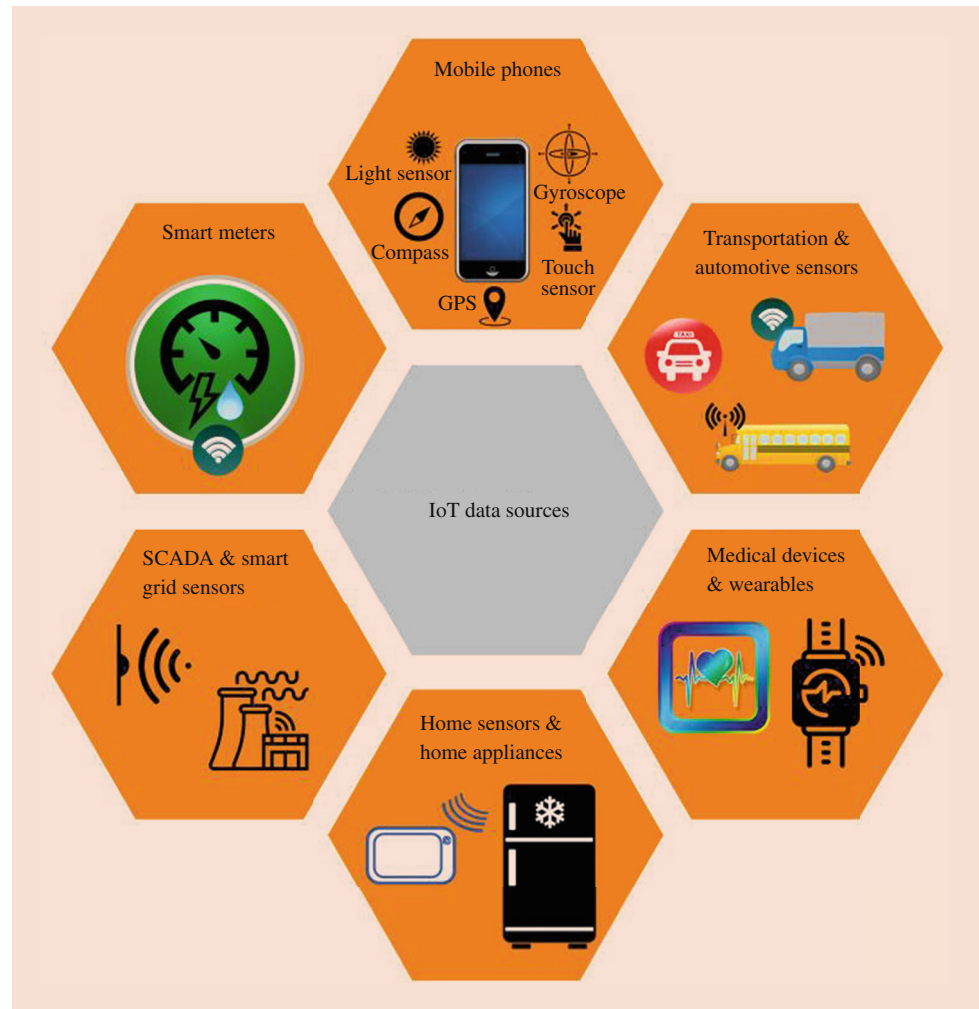 Mobile phones
Light sensor
Gyroscope
Compass
Touch
sensor
GPS
Smart meters
Transportation &
automotive sensors
TAXI
IoT data sources
SCADA & smart
grid sensors
Medical devices
& wearables
Home sensors &
home appliances